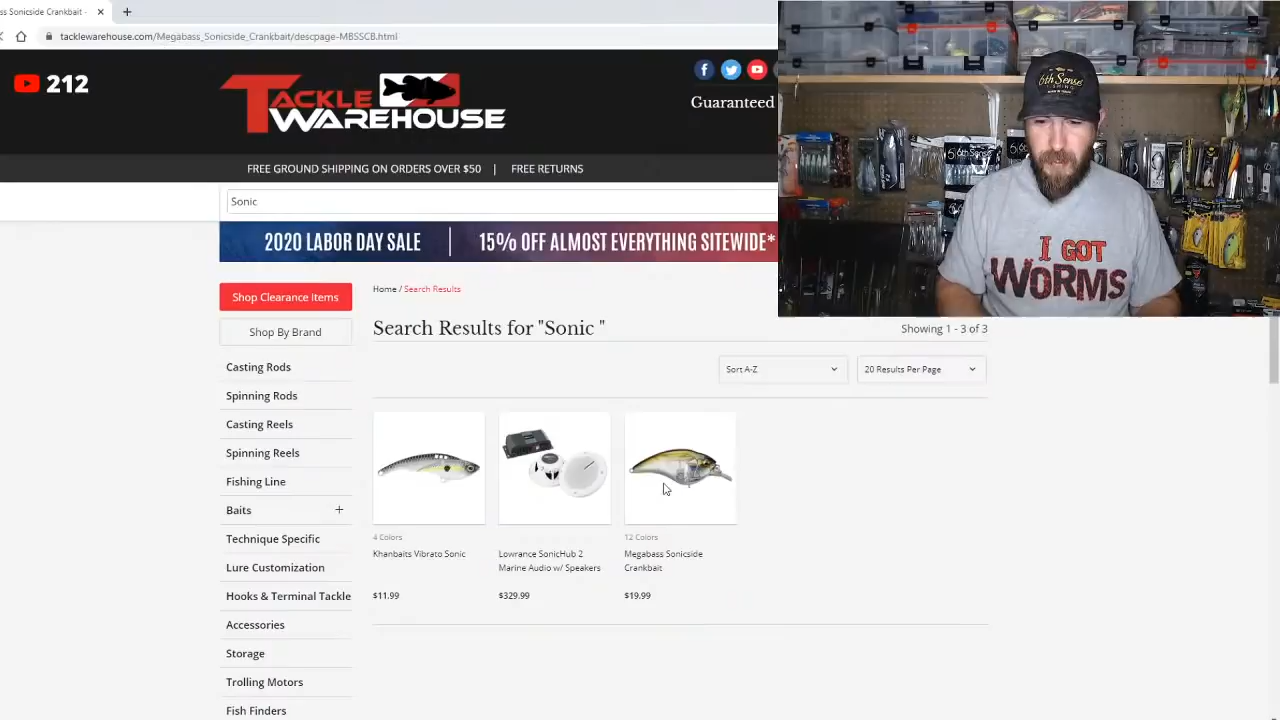 ss Sonicside Crankbait -
tacklewarehouse.com/Megabass_Sonicside_Crankbait/descpage-MBSSCB.html
212
TACKLE
WAREHOUSE
Guaranteed
FREE GROUND SHIPPING ON ORDERS OVER $50 | FREE RETURNS
Sonic
2020 LABOR DAY SALE | 15% OFF ALMOST EVERYTHING SITEWIDE*
6th Sense
I GOT
WORMS
Shop Clearance Items
Shop By Brand
Casting Rods
Spinning Rods
Casting Reels
Spinning Reels
Fishing Line
Baits +
Technique Specific
Lure Customization
Hooks & Terminal Tackle
Accessories
Storage
Trolling Motors
Fish Finders
Home / Search Results
Search Results for "Sonic "
Showing 1 - 3 of 3
Sort A-Z
20 Results Per Page
4 Colors
Khanbaits Vibrato Sonic
$11.99
Lowrance SonicHub 2
Marine Audio w/ Speakers
$329.99
12 Colors
Megabass Sonicside
Crankbait
$19.99